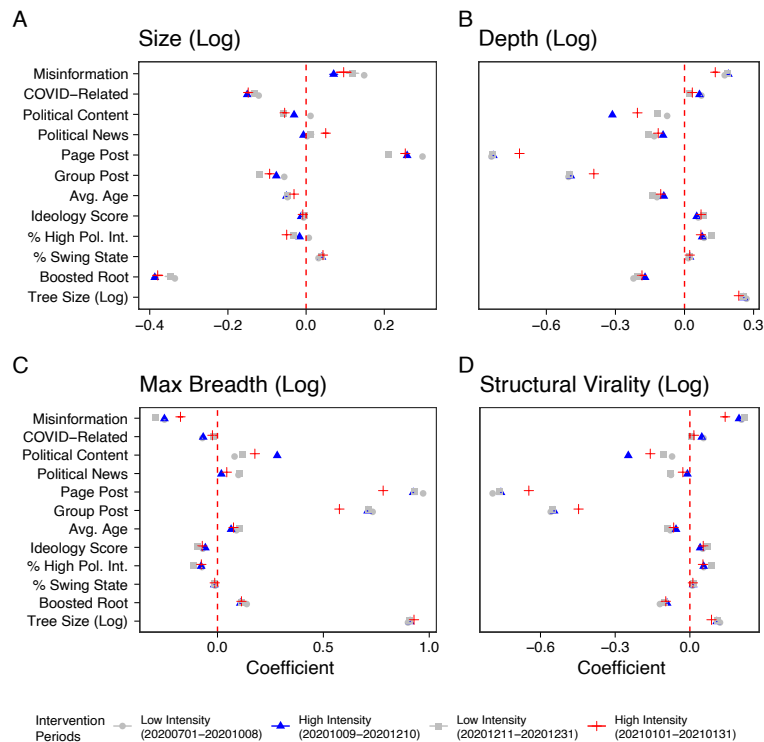 A
Size (Log)
B
Depth (Log)
Misinformation
COVID−Related
Political Content
Political News
Page Post
Group Post
Avg. Age
Ideology Score
% High Pol. Int.
% Swing State
Boosted Root
Tree Size (Log)
−0.4 −0.2 0.0 0.2
−0.6 −0.3 0.0 0.3
C
Max Breadth (Log)
D
Structural Virality (Log)
Misinformation
COVID−Related
Political Content
Political News
Page Post
Group Post
Avg. Age
Ideology Score
% High Pol. Int.
% Swing State
Boosted Root
Tree Size (Log)
0.0 0.5 1.0
−0.6 −0.3 0.0
Coefficient
Coefficient
Intervention
Periods
Low Intensity
(20200701−20201008)
High Intensity
(20201009−20201210)
Low Intensity
(20201211−20201231)
High Intensity
(20210101−20210131)